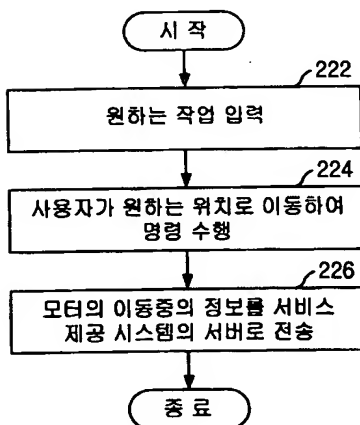 시 작
222
원하는 작업 입력
224
사용자가 원하는 위치로 이동하여
명령 수행
226
모터의 이동중의 정보를 서비스
제공 시스템의 서버로 전송
종 료